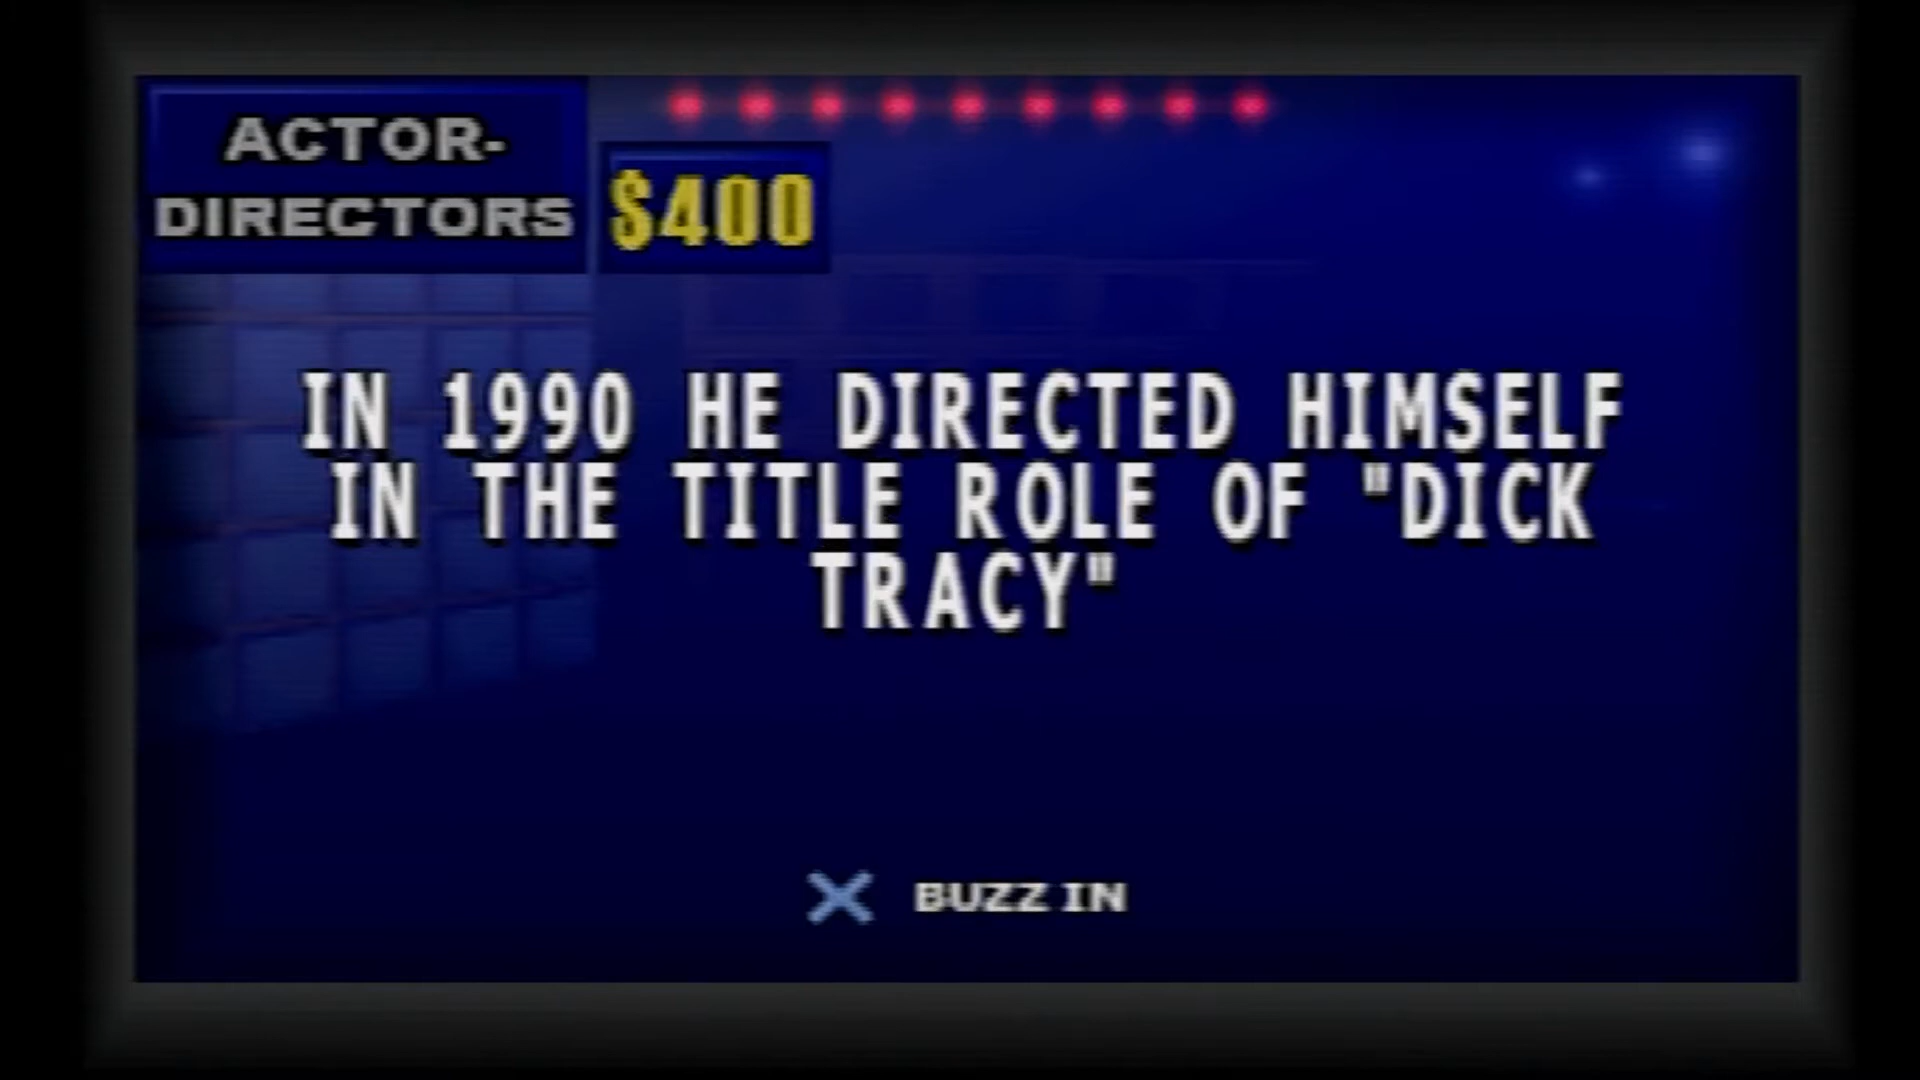 ACTOR-
DIRECTORS
$400
IN 1990 HE DIRECTED HIMSELF
IN THE TITLE ROLE OF "DICK
TRACY"
BUZZ IN